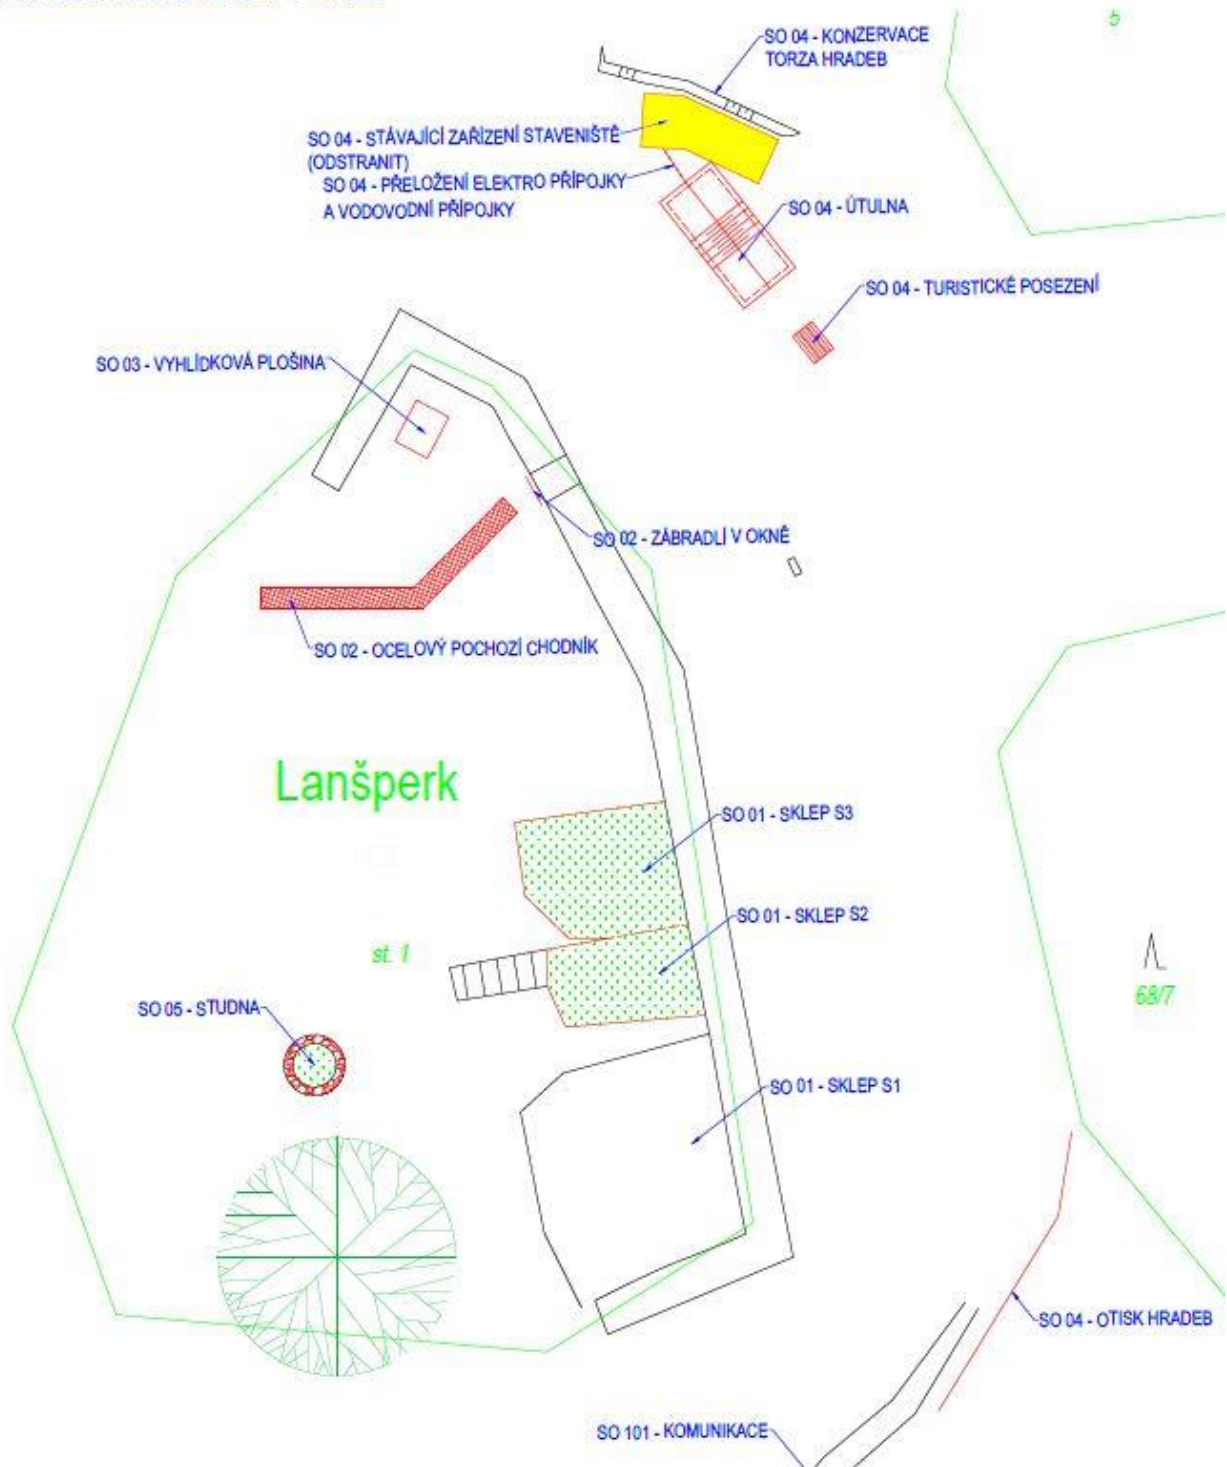 5
SO 04 - KONZERVACE
TORZA HRADEB
SO 04 - STÁVAJÍCÍ ZAŘÍZENÍ STAVENIŠTĚ
(ODSTRANIT)
SO 04 - PŘELOŽENÍ ELEKTRO PŘÍPOJKY
A VODOVODNÍ PŘÍPOJKY
SO 04 - ÚTULNA
SO 04 - TURISTICKÉ POSEZENÍ
SO 03 - VYHLÍDKOVÁ PLOŠINA
SO 02 - ZÁBRADLÍ V OKNĚ
SO 02 - OCELOVÝ POCHOZÍ CHODNÍK
Lanšperk
SO 01 - SKLEP S3
SO 01 - SKLEP S2
st. 1
68/7
SO 05 - STUDNA
SO 01 - SKLEP S1
SO 04 - OTISK HRADEB
SO 101 - KOMUNIKACE